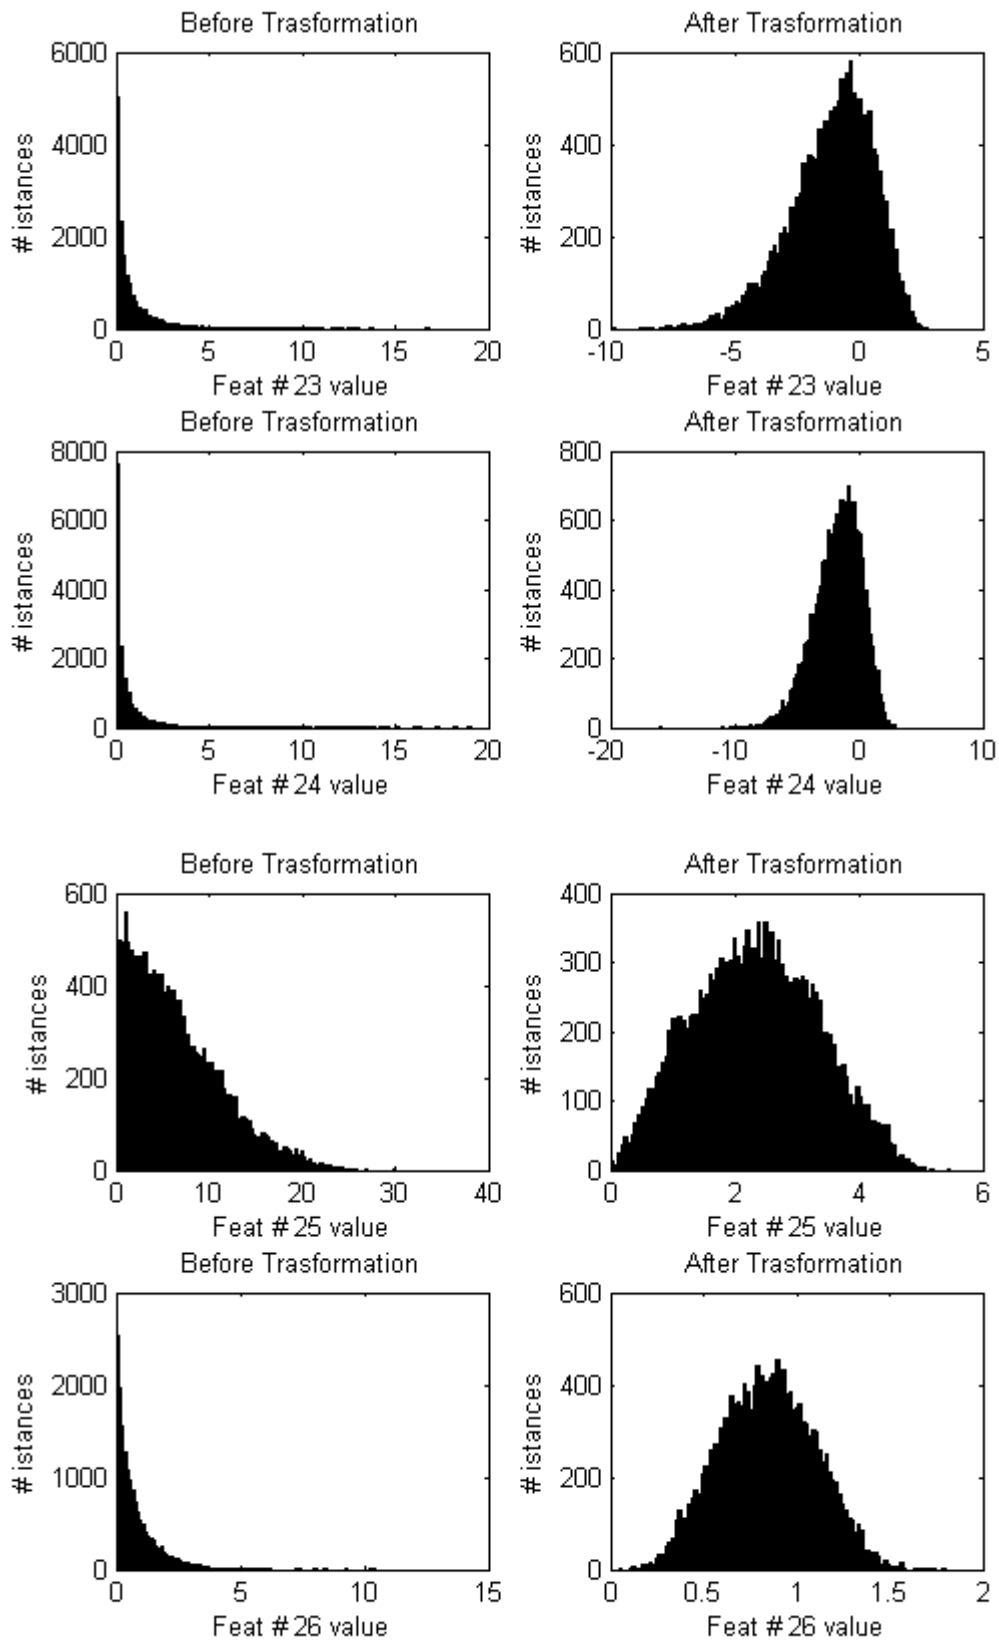 Before Trasformation
After Trasformation
6000
4000
2000
0
# istances
0 5 10 15 20
Feat # 23 value
600
400
200
0
# istances
-10 -5 0 5
Feat # 23 value
Before Trasformation
After Trasformation
8000
6000
4000
2000
0
# istances
0 5 10 15 20
Feat # 24 value
800
600
400
200
0
# istances
-20 -10 0 10
Feat # 24 value
Before Trasformation
After Trasformation
600
400
200
0
# istances
0 10 20 30 40
Feat # 25 value
400
300
200
100
0
# istances
0 2 4 6
Feat # 25 value
Before Trasformation
After Trasformation
3000
2000
1000
0
# istances
0 5 10 15
Feat # 26 value
600
400
200
0
# istances
0 0.5 1 1.5 2
Feat # 26 value